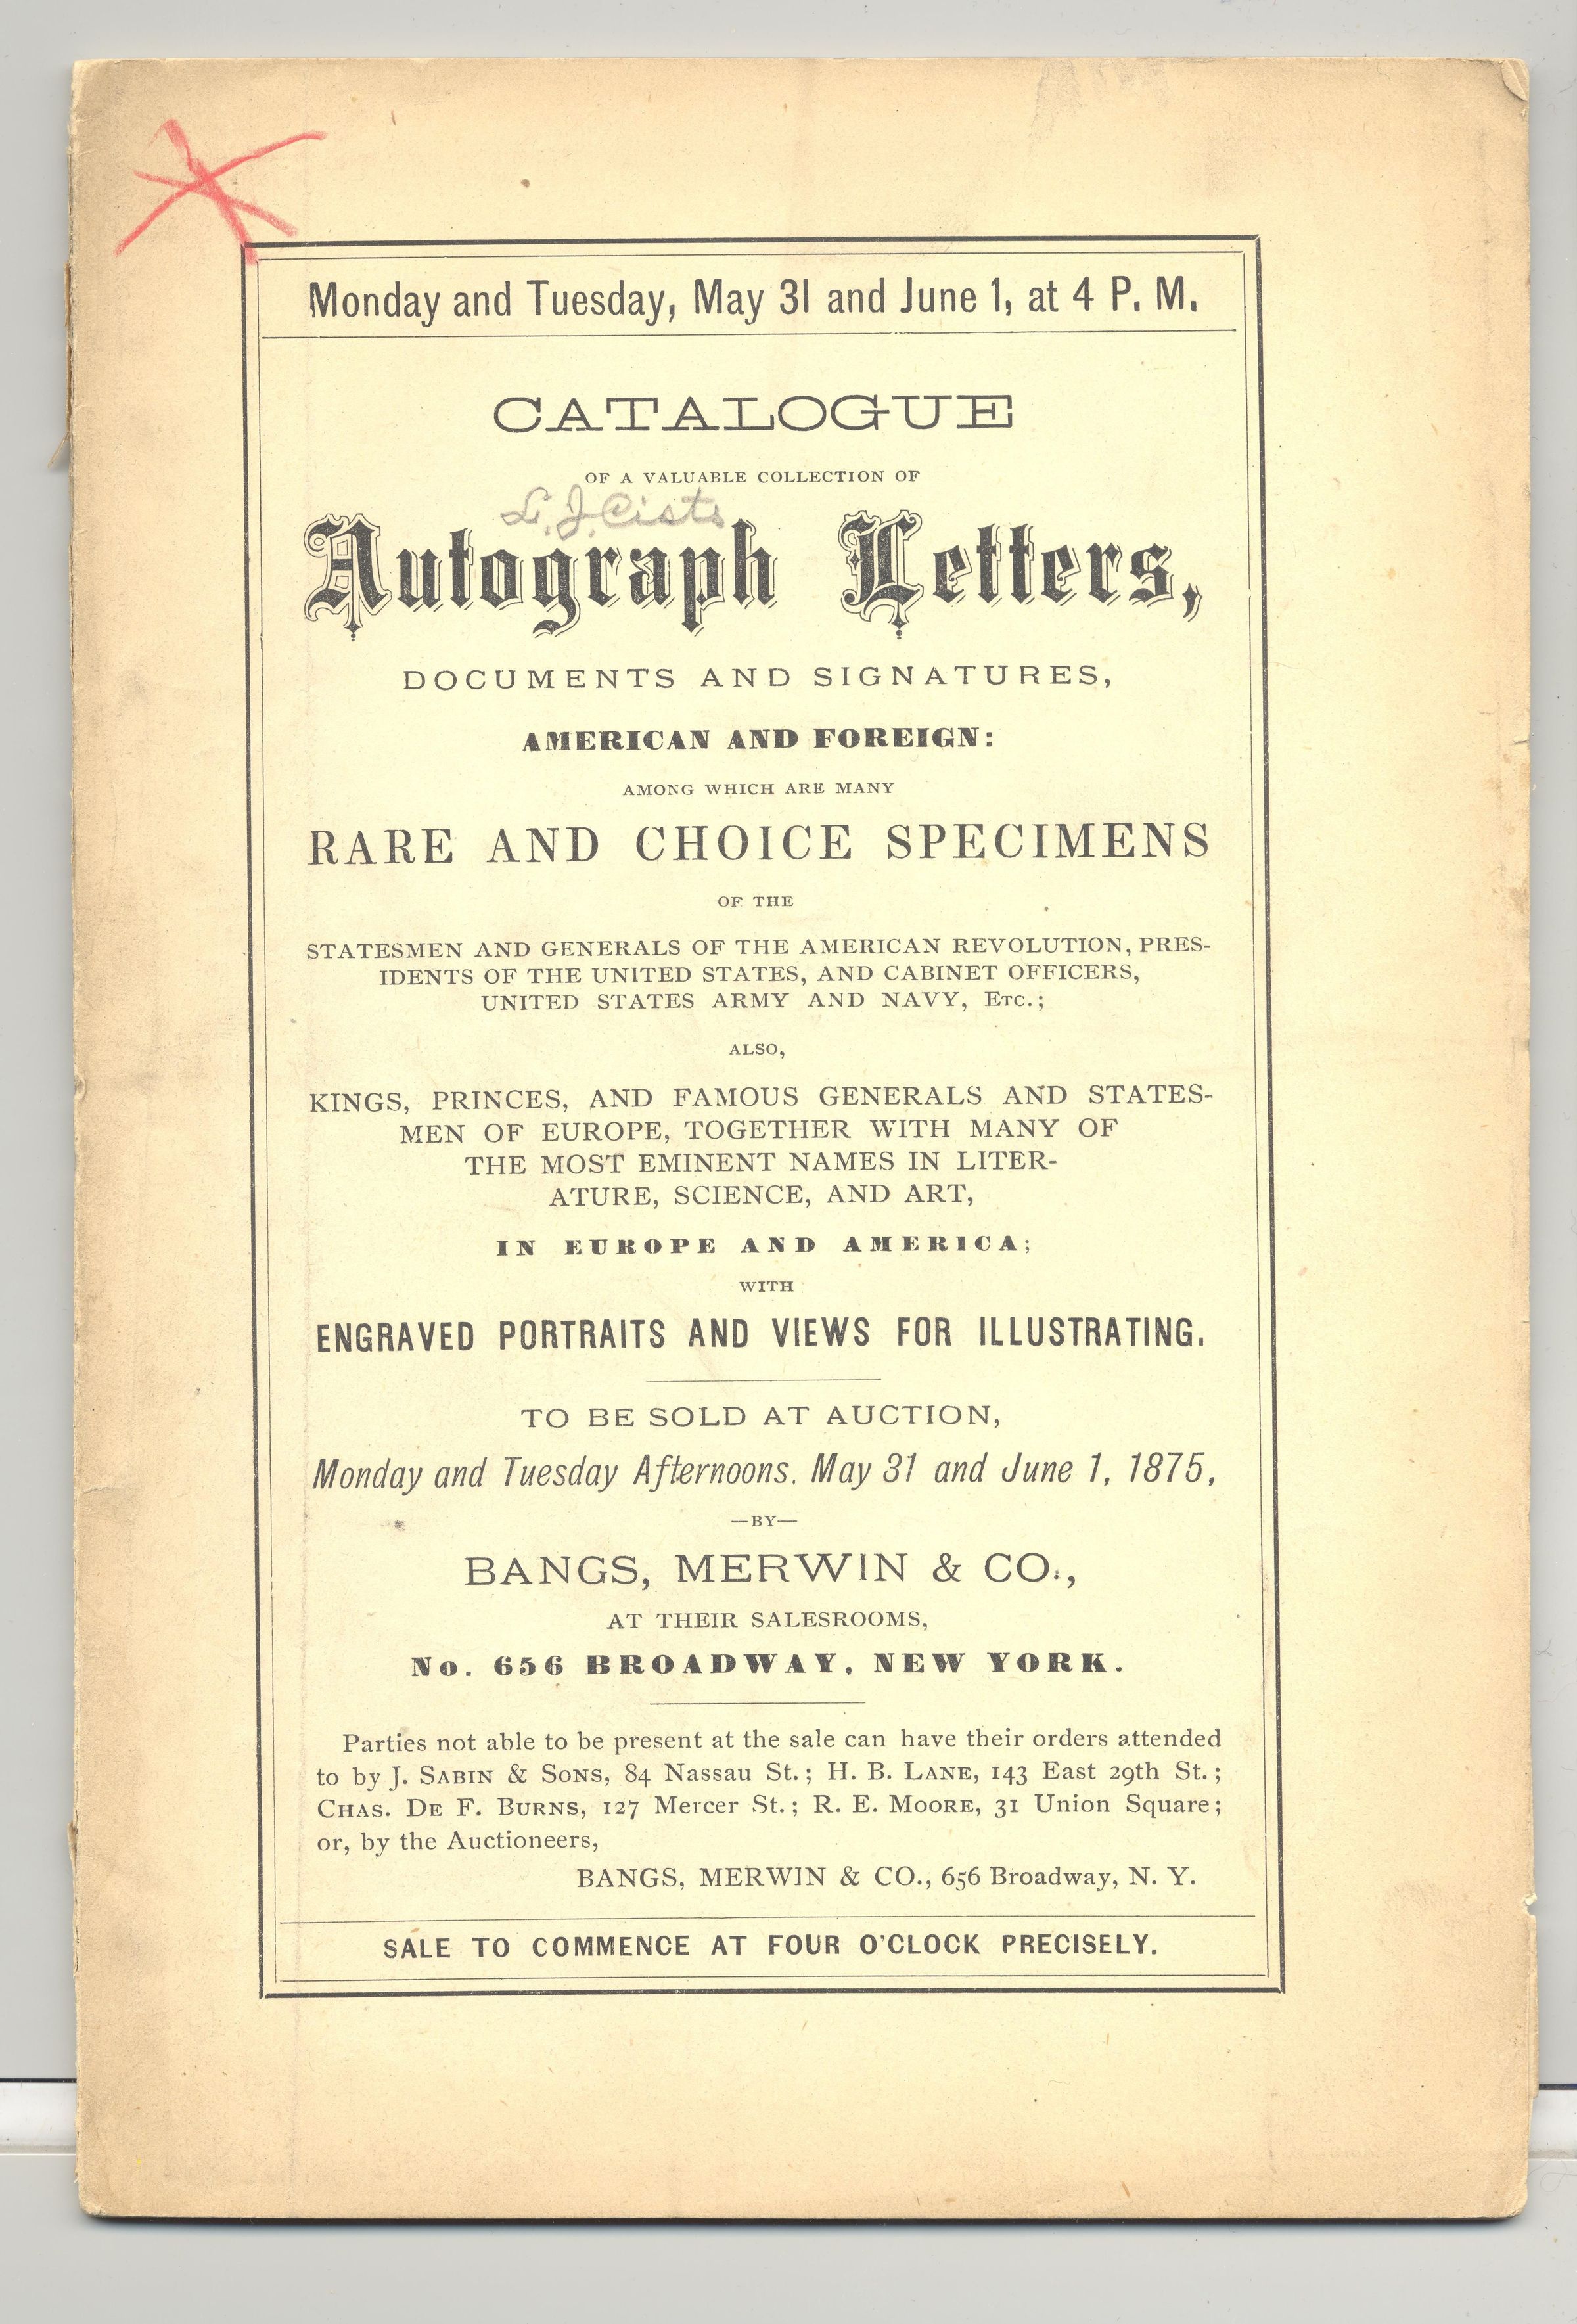 Monday and Tuesday, May 31 and June 1, at 4 P. M.
CATALOGUE
OF A VALUABLE COLLECTION OF
L. J. Cists
Autograph Letters,
DOCUMENTS AND SIGNATURES,
AMERICAN AND FOREIGN:
AMONG WHICH ARE MANY
RARE AND CHOICE SPECIMENS
OF THE
STATESMEN AND GENERALS OF THE AMERICAN REVOLUTION, PRES-
IDENTS OF THE UNITED STATES, AND CABINET OFFICERS,
UNITED STATES ARMY AND NAVY, ETC.;
ALSO,
KINGS, PRINCES, AND FAMOUS GENERALS AND STATES-
MEN OF EUROPE, TOGETHER WITH MANY OF
THE MOST EMINENT NAMES IN LITER-
ATURE, SCIENCE, AND ART,
IN EUROPE AND AMERICA;
WITH
ENGRAVED PORTRAITS AND VIEWS FOR ILLUSTRATING.
TO BE SOLD AT AUCTION,
Monday and Tuesday Afternoons. May 31 and June 1, 1875,
—BY—
BANGS, MERWIN & CO.,
AT THEIR SALESROOMS,
No. 656 BROADWAY, NEW YORK.
Parties not able to be present at the sale can have their orders attended
to by J. SABIN & SONS, 84 Nassau St.; H. B. LANE, 143 East 29th St.;
CHAS. DE F. BURNS, 127 Mercer St.; R. E. MOORE, 31 Union Square;
or, by the Auctioneers,
BANGS, MERWIN & CO., 656 Broadway, N. Y.
SALE TO COMMENCE AT FOUR O'CLOCK PRECISELY.